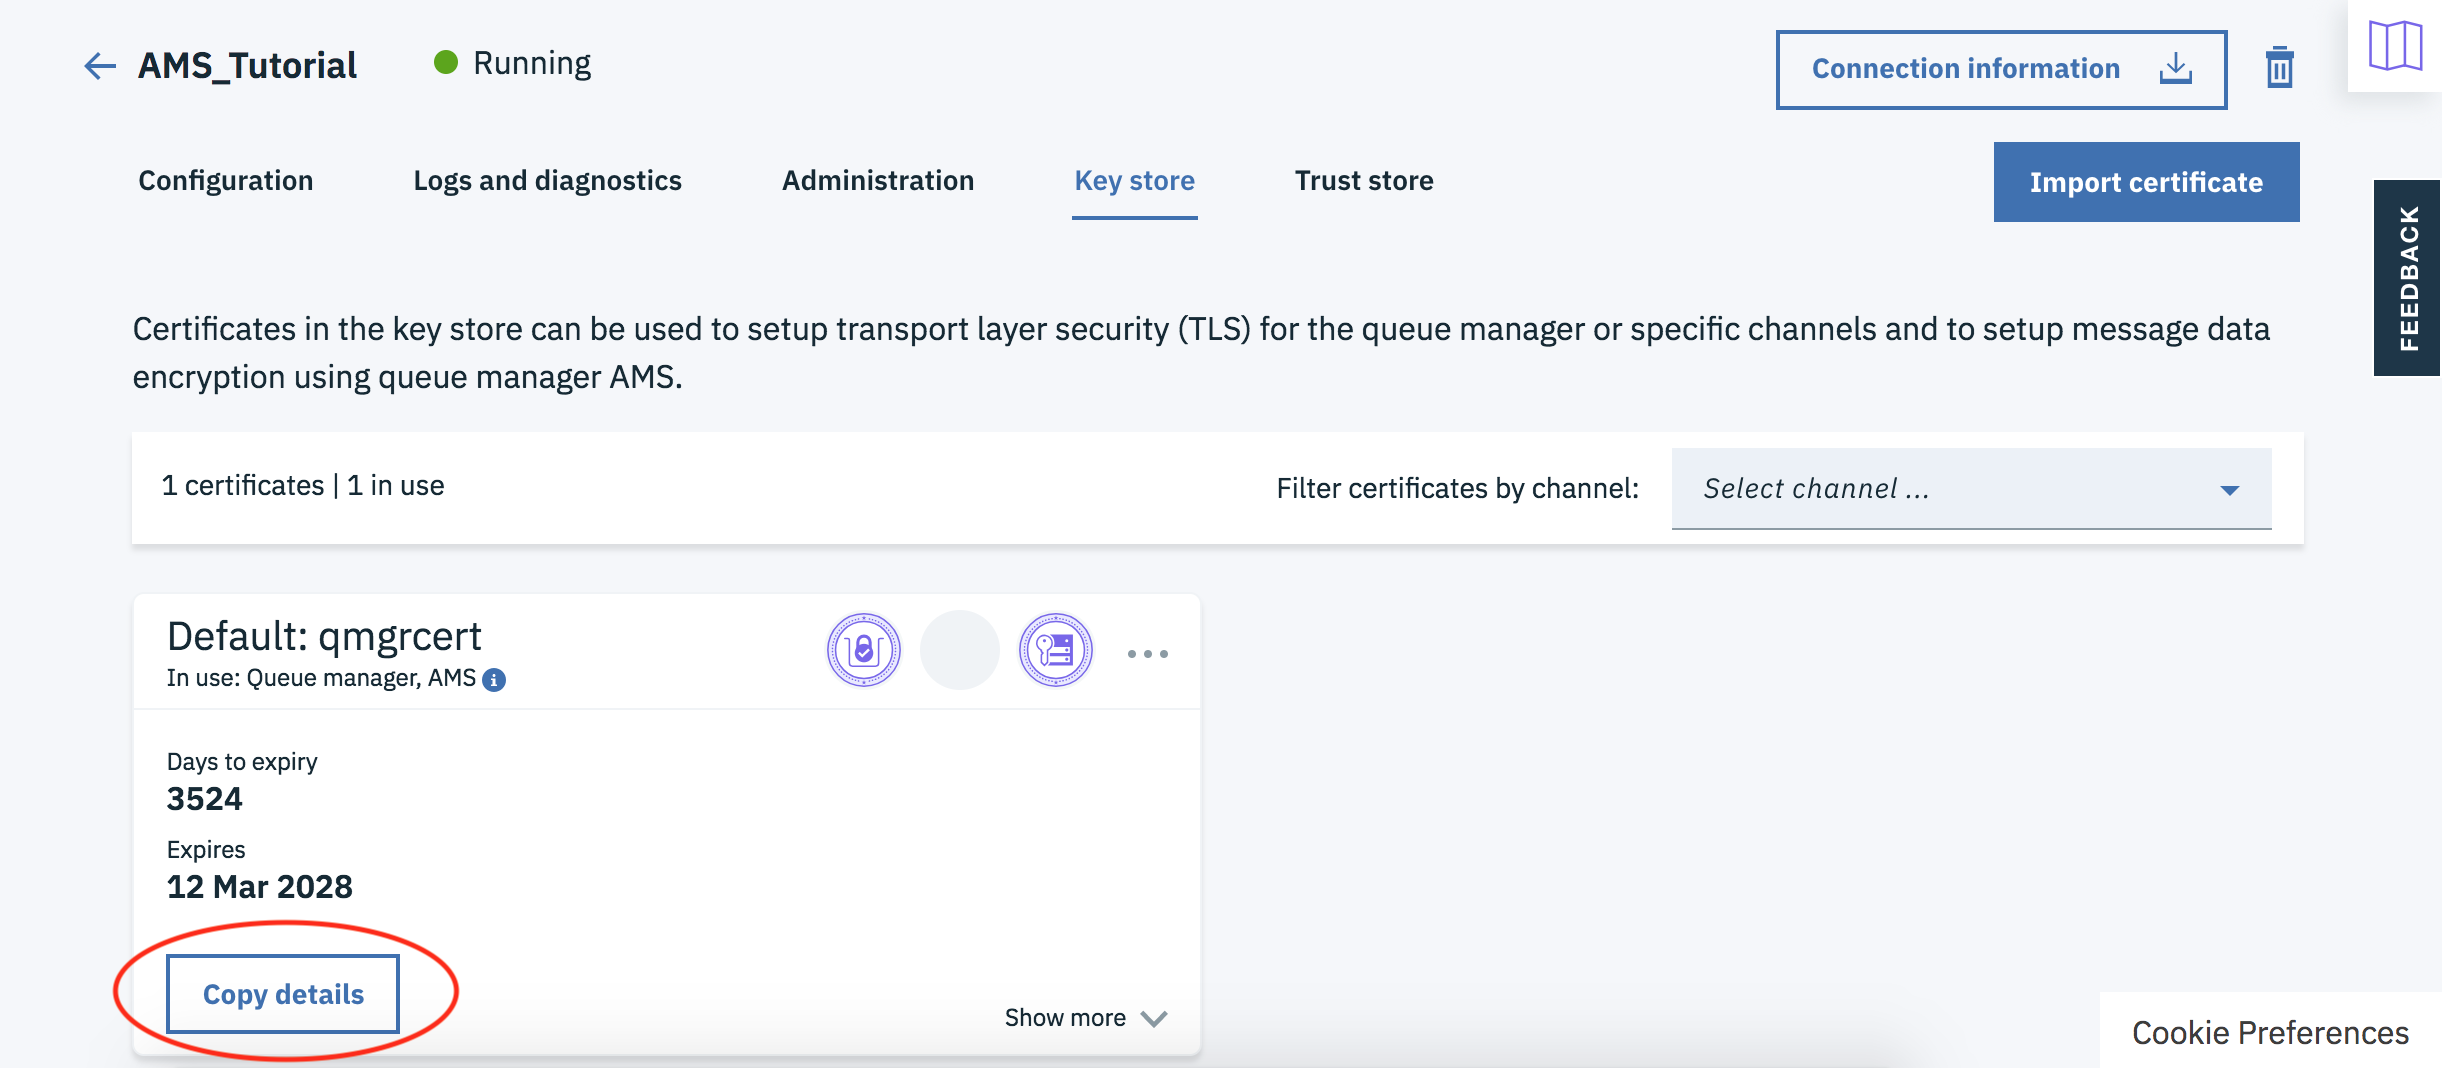 AMS_Tutorial
Running
Connection information
Configuration
Logs and diagnostics
Administration
Key store
Trust store
Import certificate
FEEDBACK
Certificates in the key store can be used to setup transport layer security (TLS) for the queue manager or specific channels and to setup message data
encryption using queue manager AMS.
1 certificates | 1 in use
Filter certificates by channel:
Select channel ...
Default: qmgrcert
In use: Queue manager, AMS
Days to expiry
3524
Expires
12 Mar 2028
Copy details
Show more
Cookie Preferences